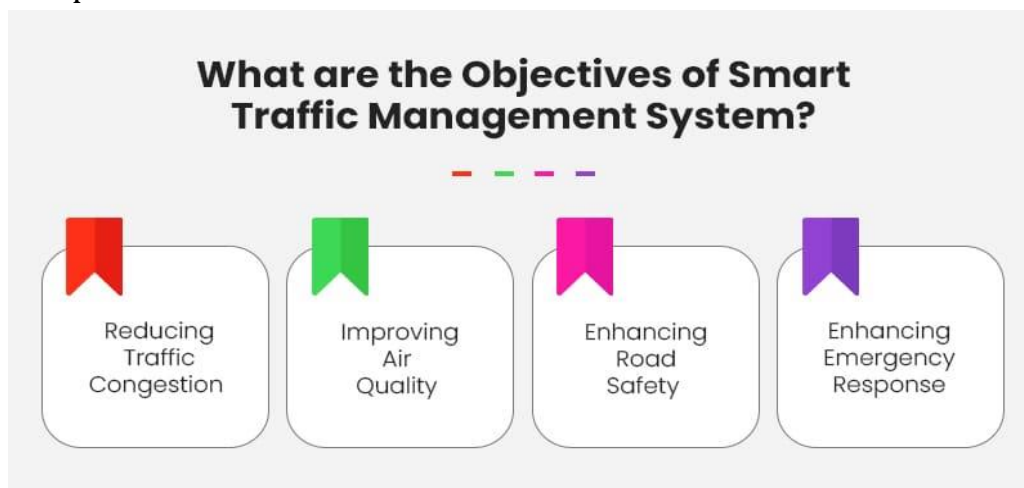 What are the Objectives of Smart
Traffic Management System?
Reducing
Traffic
Congestion
Improving
Air
Quality
Enhancing
Road
Safety
Enhancing
Emergency
Response